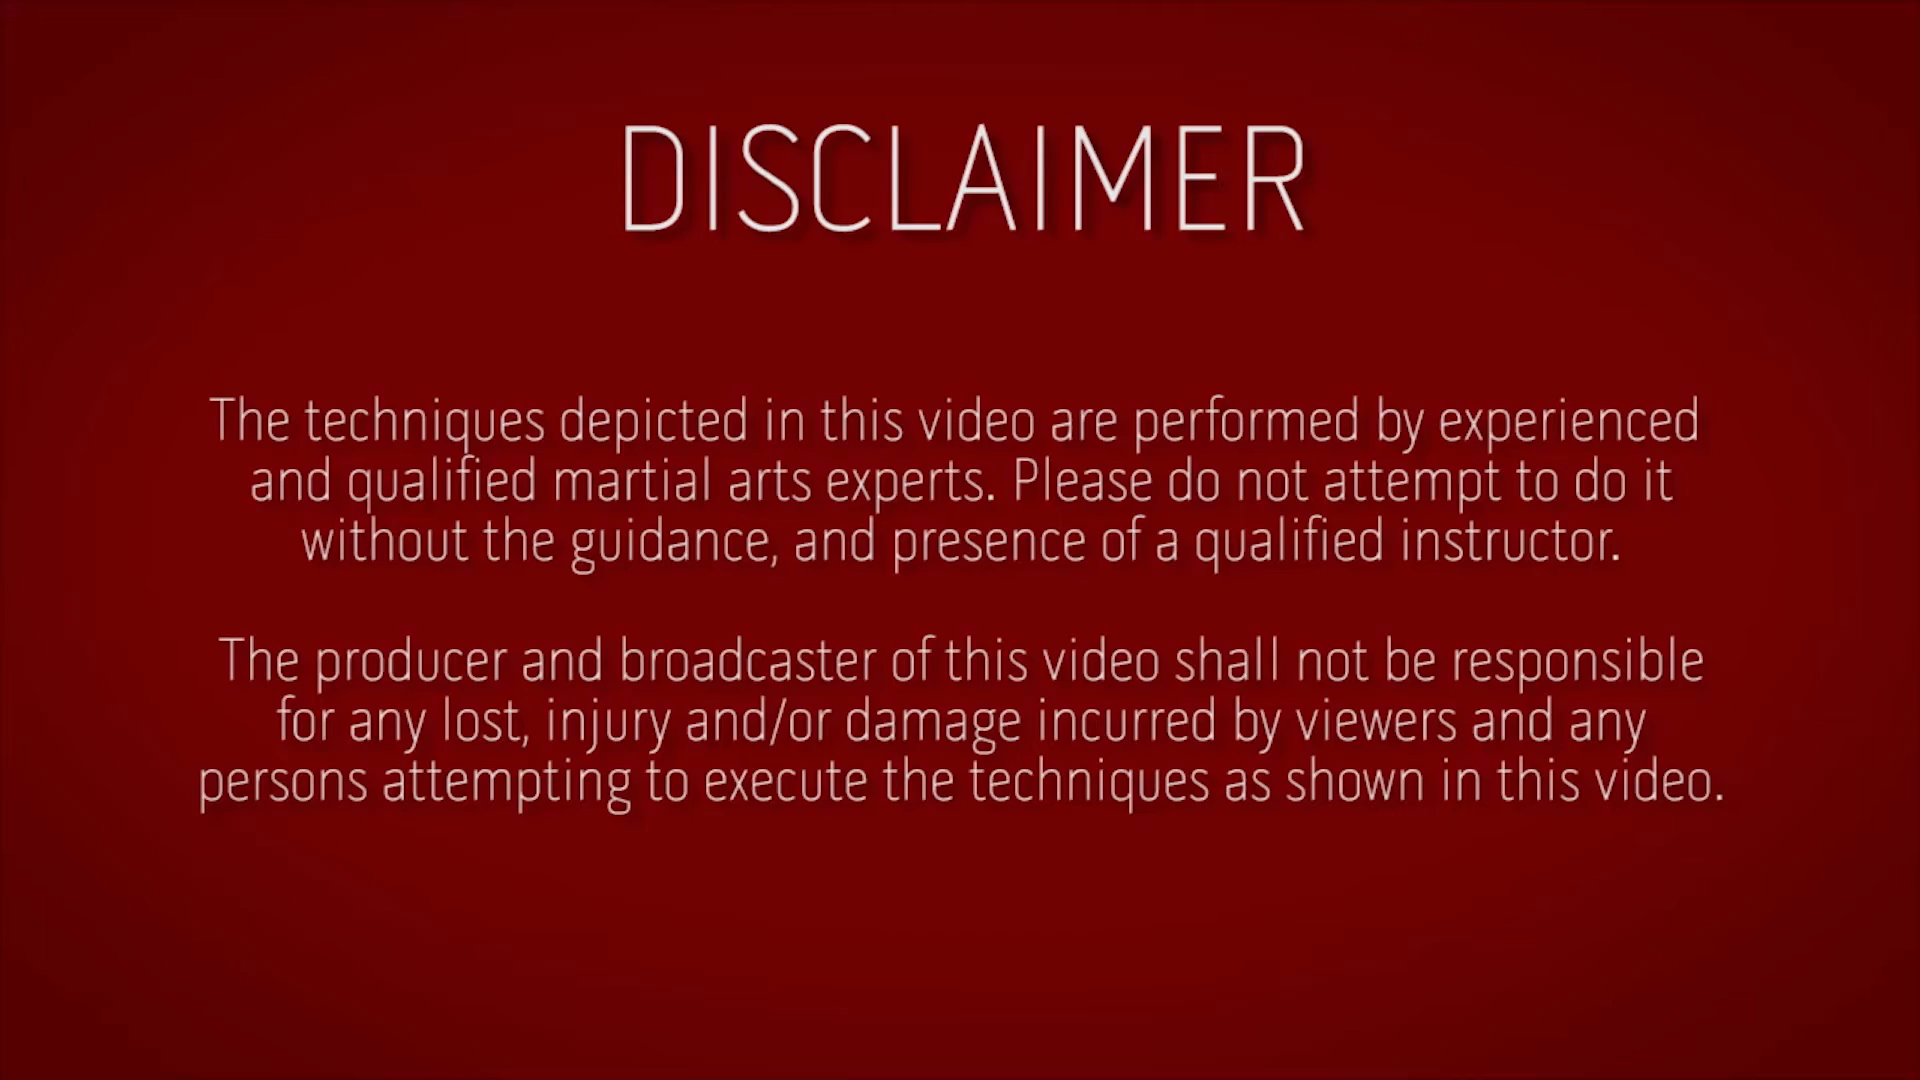 DISCLAIMER
The techniques depicted in this video are performed by experienced
and qualified martial arts experts. Please do not attempt to do it
without the guidance, and presence of a qualified instructor.
The producer and broadcaster of this video shall not be responsible
for any lost, injury and/or damage incurred by viewers and any
persons attempting to execute the techniques as shown in this video.